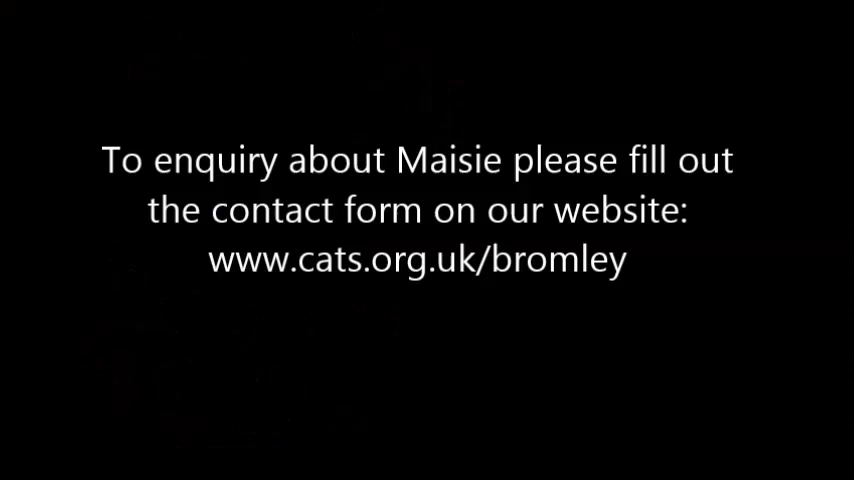 To enquiry about Maisie please fill out
the contact form on our website:
www.cats.org.uk/bromley